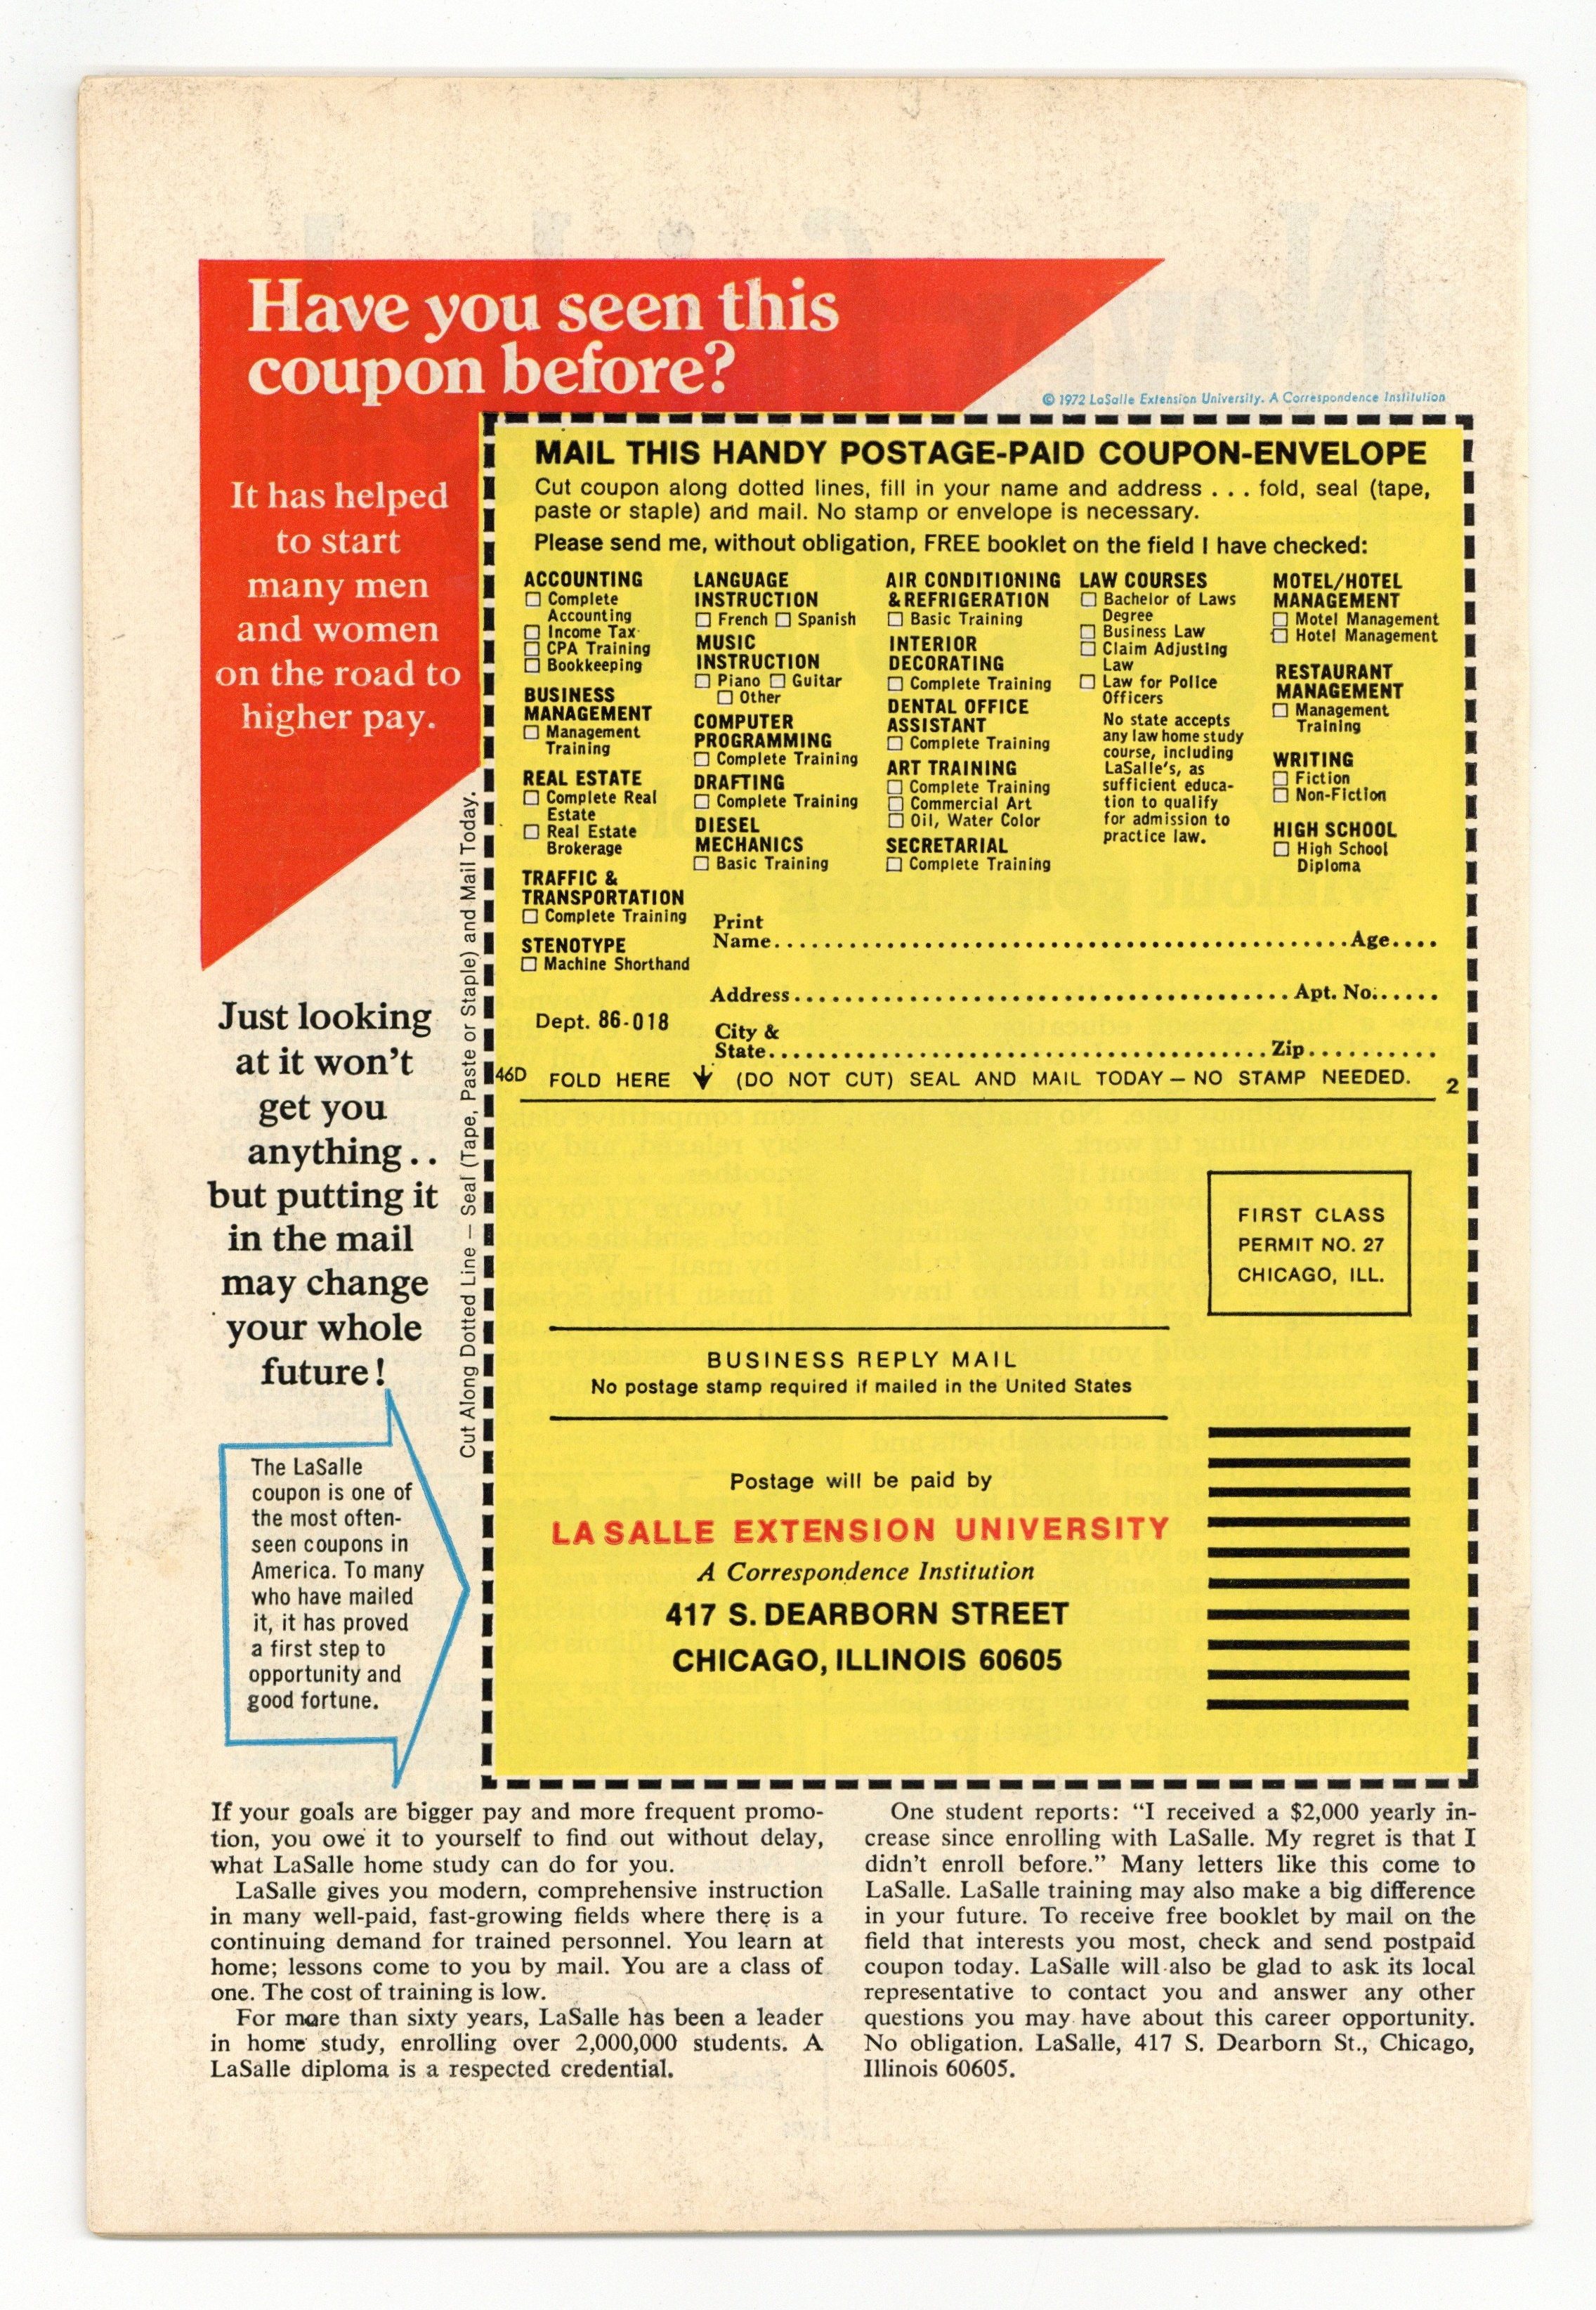 Have you seen this
coupon before?
It has helped
to start
many men
and women
on the road to
higher pay.
© 1972 LaSalle Extension University. A Correspondence Institution
MAIL THIS HANDY POSTAGE-PAID COUPON-ENVELOPE
Cut coupon along dotted lines, fill in your name and address . . . fold, seal (tape,
paste or staple) and mail. No stamp or envelope is necessary.
Please send me, without obligation, FREE booklet on the field I have checked:
ACCOUNTING
Complete
Accounting
Income Tax
CPA Training
Bookkeeping
BUSINESS
MANAGEMENT
Management
Training
REAL ESTATE
Complete Real
Estate
Real Estate
Brokerage
TRAFFIC &
TRANSPORTATION
Complete Training
STENOTYPE
Machine Shorthand
LANGUAGE
INSTRUCTION
French Spanish
MUSIC
INSTRUCTION
Piano Guitar
Other
COMPUTER
PROGRAMMING
Complete Training
DRAFTING
Complete Training
DIESEL
MECHANICS
Basic Training
AIR CONDITIONING
& REFRIGERATION
Basic Training
INTERIOR
DECORATING
Complete Training
DENTAL OFFICE
ASSISTANT
Complete Training
ART TRAINING
Complete Training
Commercial Art
Oil, Water Color
SECRETARIAL
Complete Training
LAW COURSES
Bachelor of Laws
Degree
Business Law
Claim Adjusting
Law
Law for Police
Officers
No state accepts
any law home study
course, including
LaSalle's, as
sufficient educa-
tion to qualify
for admission to
practice law.
MOTEL/HOTEL
MANAGEMENT
Motel Management
Hotel Management
RESTAURANT
MANAGEMENT
Management
Training
WRITING
Fiction
Non-Fiction
HIGH SCHOOL
High School
Diploma
Print
Name. . . . . . . . . . Age. . . .
Address . . . . . . . . . . Apt. No. . . . . .
Dept. 86-018
City &
State. . . . . . . . . . Zip. . . . . . . . . .
46D FOLD HERE ↓ (DO NOT CUT) SEAL AND MAIL TODAY — NO STAMP NEEDED. 2
Cut Along Dotted Line — Seal (Tape, Paste or Staple) and Mail Today.
Just looking
at it won't
get you
anything . .
but putting it
in the mail
may change
your whole
future!
FIRST CLASS
PERMIT NO. 27
CHICAGO, ILL.
BUSINESS REPLY MAIL
No postage stamp required if mailed in the United States
Postage will be paid by
LA SALLE EXTENSION UNIVERSITY
A Correspondence Institution
417 S. DEARBORN STREET
CHICAGO, ILLINOIS 60605
The LaSalle
coupon is one of
the most often-
seen coupons in
America. To many
who have mailed
it, it has proved
a first step to
opportunity and
good fortune.
If your goals are bigger pay and more frequent promo-
tion, you owe it to yourself to find out without delay,
what LaSalle home study can do for you.
LaSalle gives you modern, comprehensive instruction
in many well-paid, fast-growing fields where there is a
continuing demand for trained personnel. You learn at
home; lessons come to you by mail. You are a class of
one. The cost of training is low.
For more than sixty years, LaSalle has been a leader
in home study, enrolling over 2,000,000 students. A
LaSalle diploma is a respected credential.
One student reports: “I received a $2,000 yearly in-
crease since enrolling with LaSalle. My regret is that I
didn't enroll before.” Many letters like this come to
LaSalle. LaSalle training may also make a big difference
in your future. To receive free booklet by mail on the
field that interests you most, check and send postpaid
coupon today. LaSalle will also be glad to ask its local
representative to contact you and answer any other
questions you may have about this career opportunity.
No obligation. LaSalle, 417 S. Dearborn St., Chicago,
Illinois 60605.